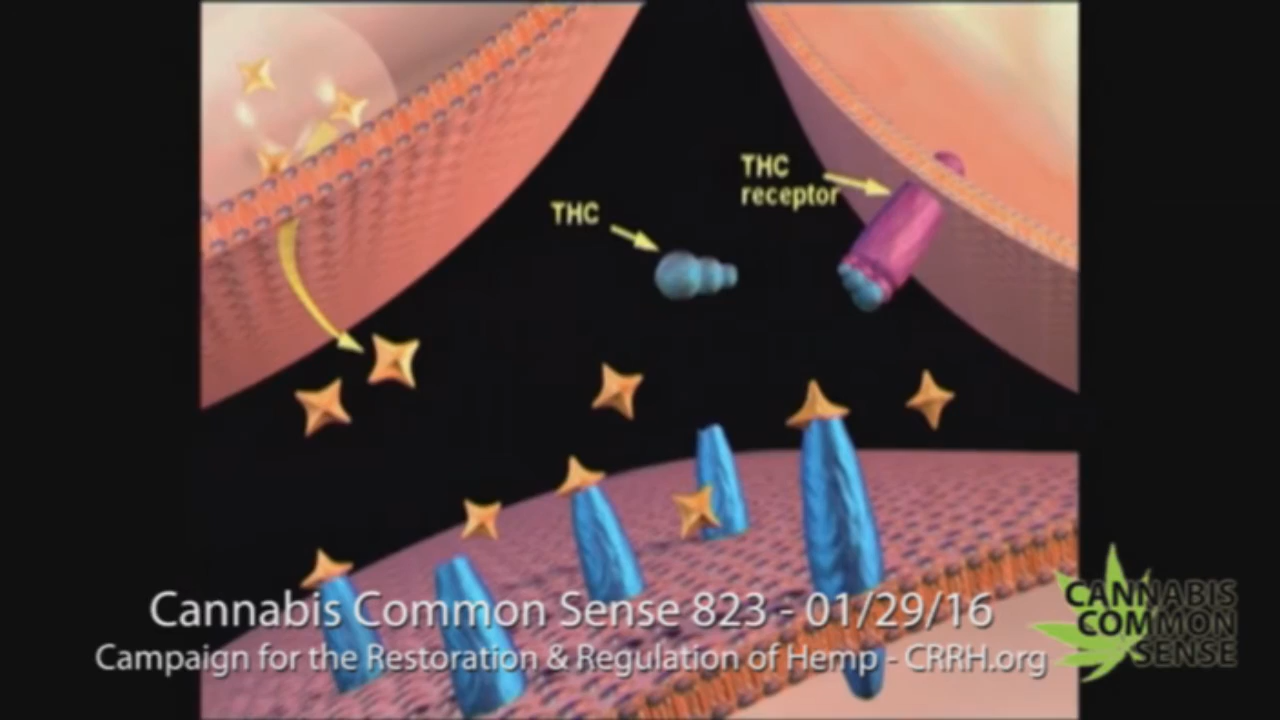 THC
receptor
THC
Cannabis Common Sense 823 - 01/29/16
Campaign for the Restoration & Regulation of Hemp - CRRH.org
CANNABIS
COMMON
SENSE